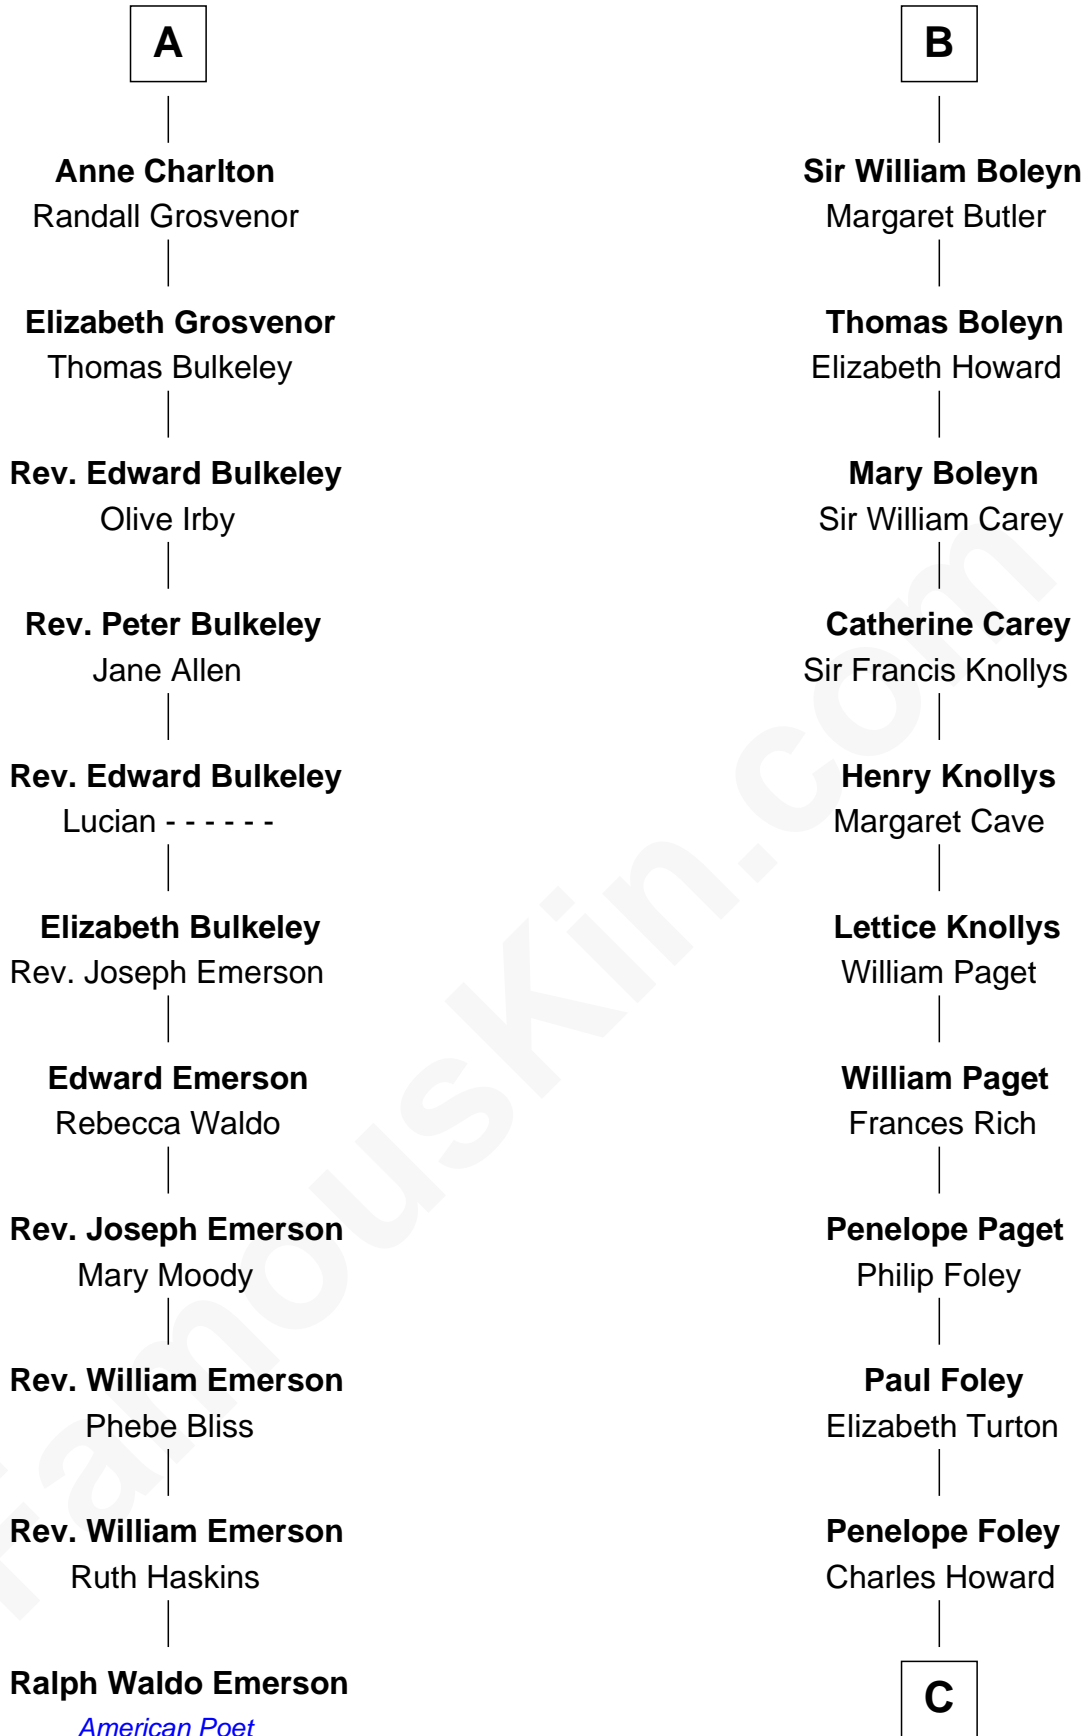 A
Anne Charlton
Randall Grosvenor
Elizabeth Grosvenor
Thomas Bulkeley
Rev. Edward Bulkeley
Olive Irby
Rev. Peter Bulkeley
Jane Allen
Rev. Edward Bulkeley
Lucian - - - - - -
Elizabeth Bulkeley
Rev. Joseph Emerson
Edward Emerson
Rebecca Waldo
Rev. Joseph Emerson
Mary Moody
Rev. William Emerson
Phebe Bliss
Rev. William Emerson
Ruth Haskins
Ralph Waldo Emerson
American Poet
B
Sir William Boleyn
Margaret Butler
Thomas Boleyn
Elizabeth Howard
Mary Boleyn
Sir William Carey
Catherine Carey
Sir Francis Knollys
Henry Knollys
Margaret Cave
Lettice Knollys
William Paget
William Paget
Frances Rich
Penelope Paget
Philip Foley
Paul Foley
Elizabeth Turton
Penelope Foley
Charles Howard
C
FamousKin.com